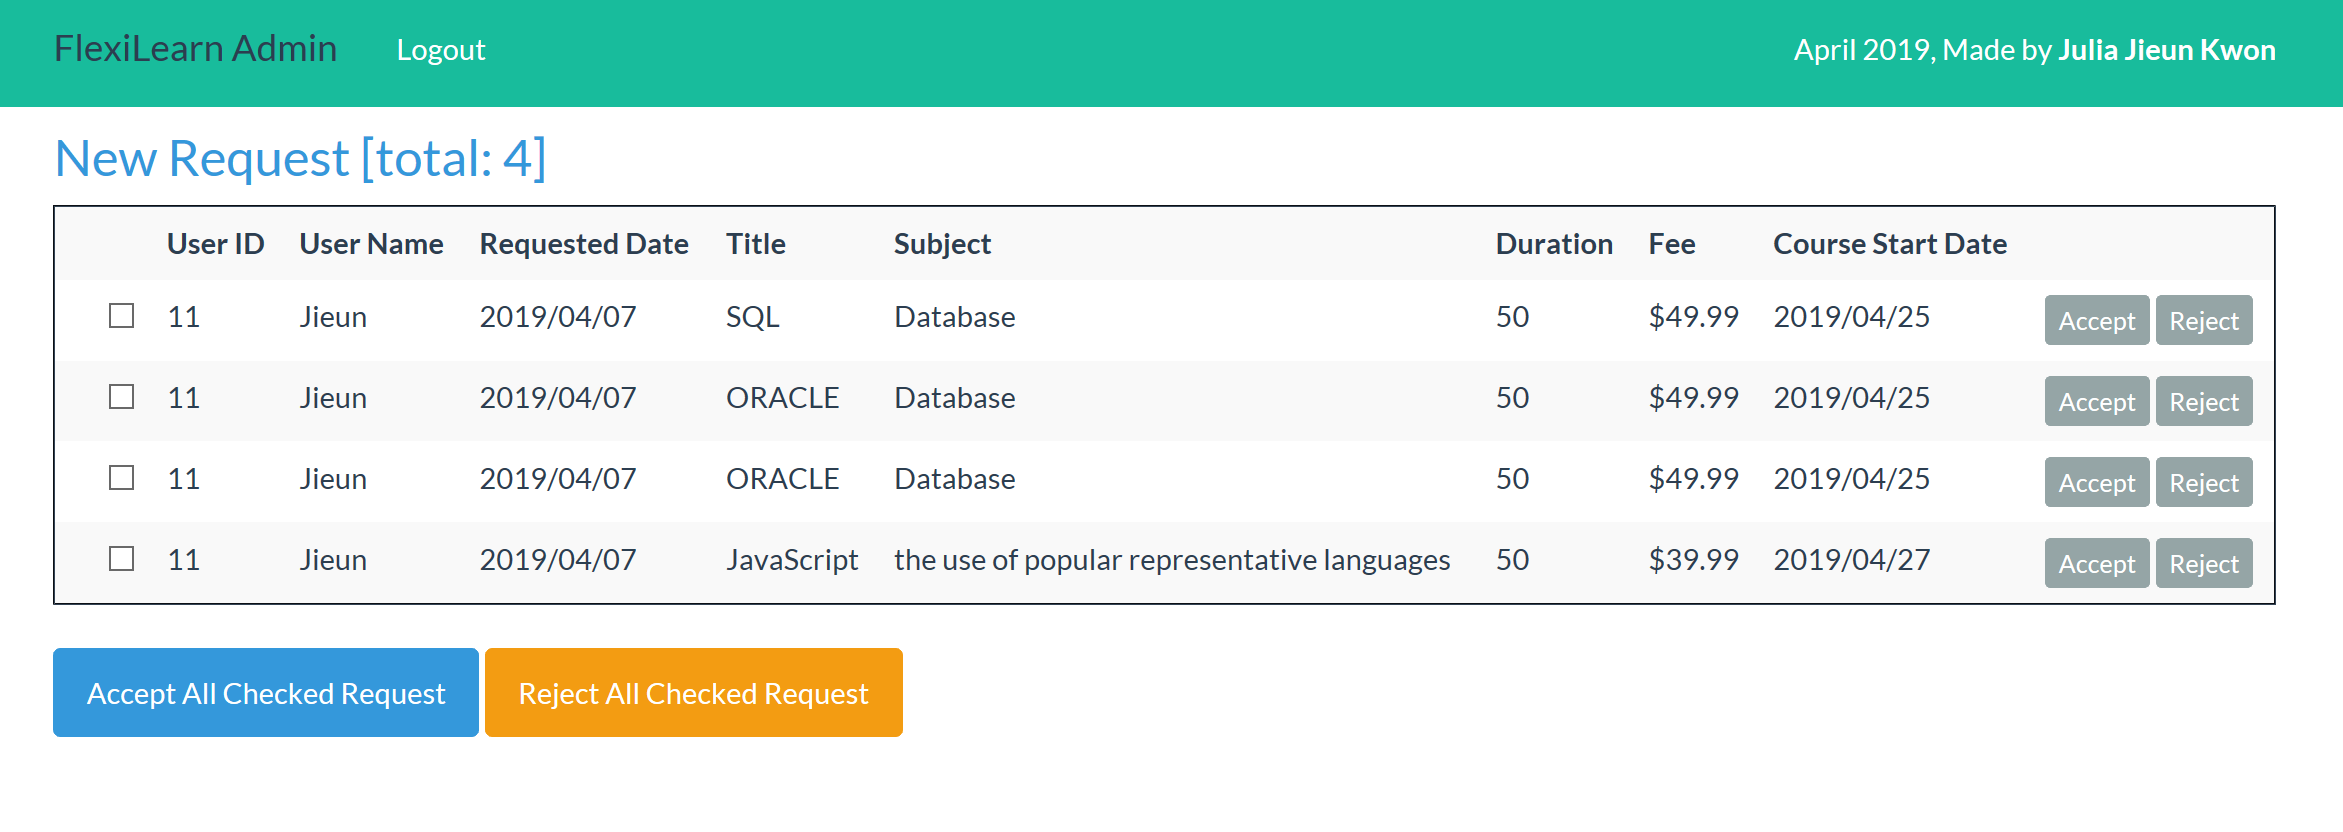 FlexiLearn Admin Logout April 2019, Made by Julia Jieun Kwon
New Request [total: 4]
User ID User Name Requested Date Title Subject Duration Fee Course Start Date
11 Jieun 2019/04/07 SQL Database 50 $49.99 2019/04/25 Accept Reject
11 Jieun 2019/04/07 ORACLE Database 50 $49.99 2019/04/25 Accept Reject
11 Jieun 2019/04/07 ORACLE Database 50 $49.99 2019/04/25 Accept Reject
11 Jieun 2019/04/07 JavaScript the use of popular representative languages 50 $39.99 2019/04/27 Accept Reject
Accept All Checked Request Reject All Checked Request